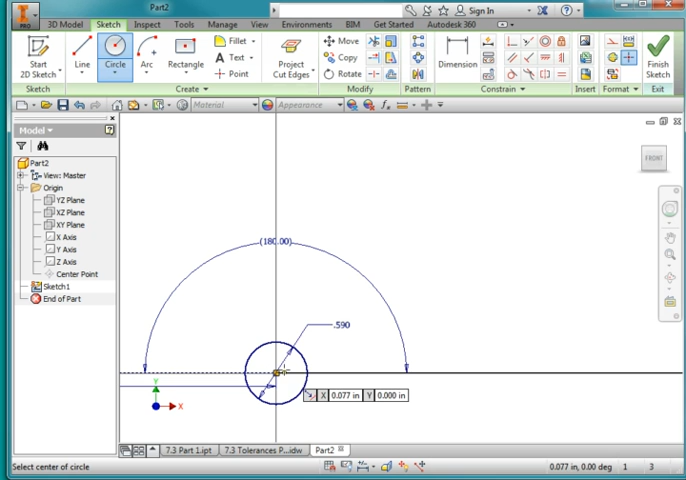 Part2
Sign In
PRO
3D Model
Sketch
Inspect
Tools
Manage
View
Environments
BIM
Get Started
Autodesk 360
Start
2D Sketch
Line
Circle
Arc
Rectangle
Fillet
Text
Point
Project
Cut Edges
Move
Copy
Rotate
Dimension
Finish
Sketch
Sketch
Create
Modify
Pattern
Constrain
Insert
Format
Exit
Material
Appearance
Model
Part2
View: Master
Origin
YZ Plane
XZ Plane
XY Plane
X Axis
Y Axis
Z Axis
Center Point
Sketch1
End of Part
FRONT
(180.00)
.590
X 0.077 in Y 0.000 in
Y
X
7.3 Part 1.ipt
7.3 Tolerances P...idw
Part2
Select center of circle
0.077 in, 0.00 deg 1 3